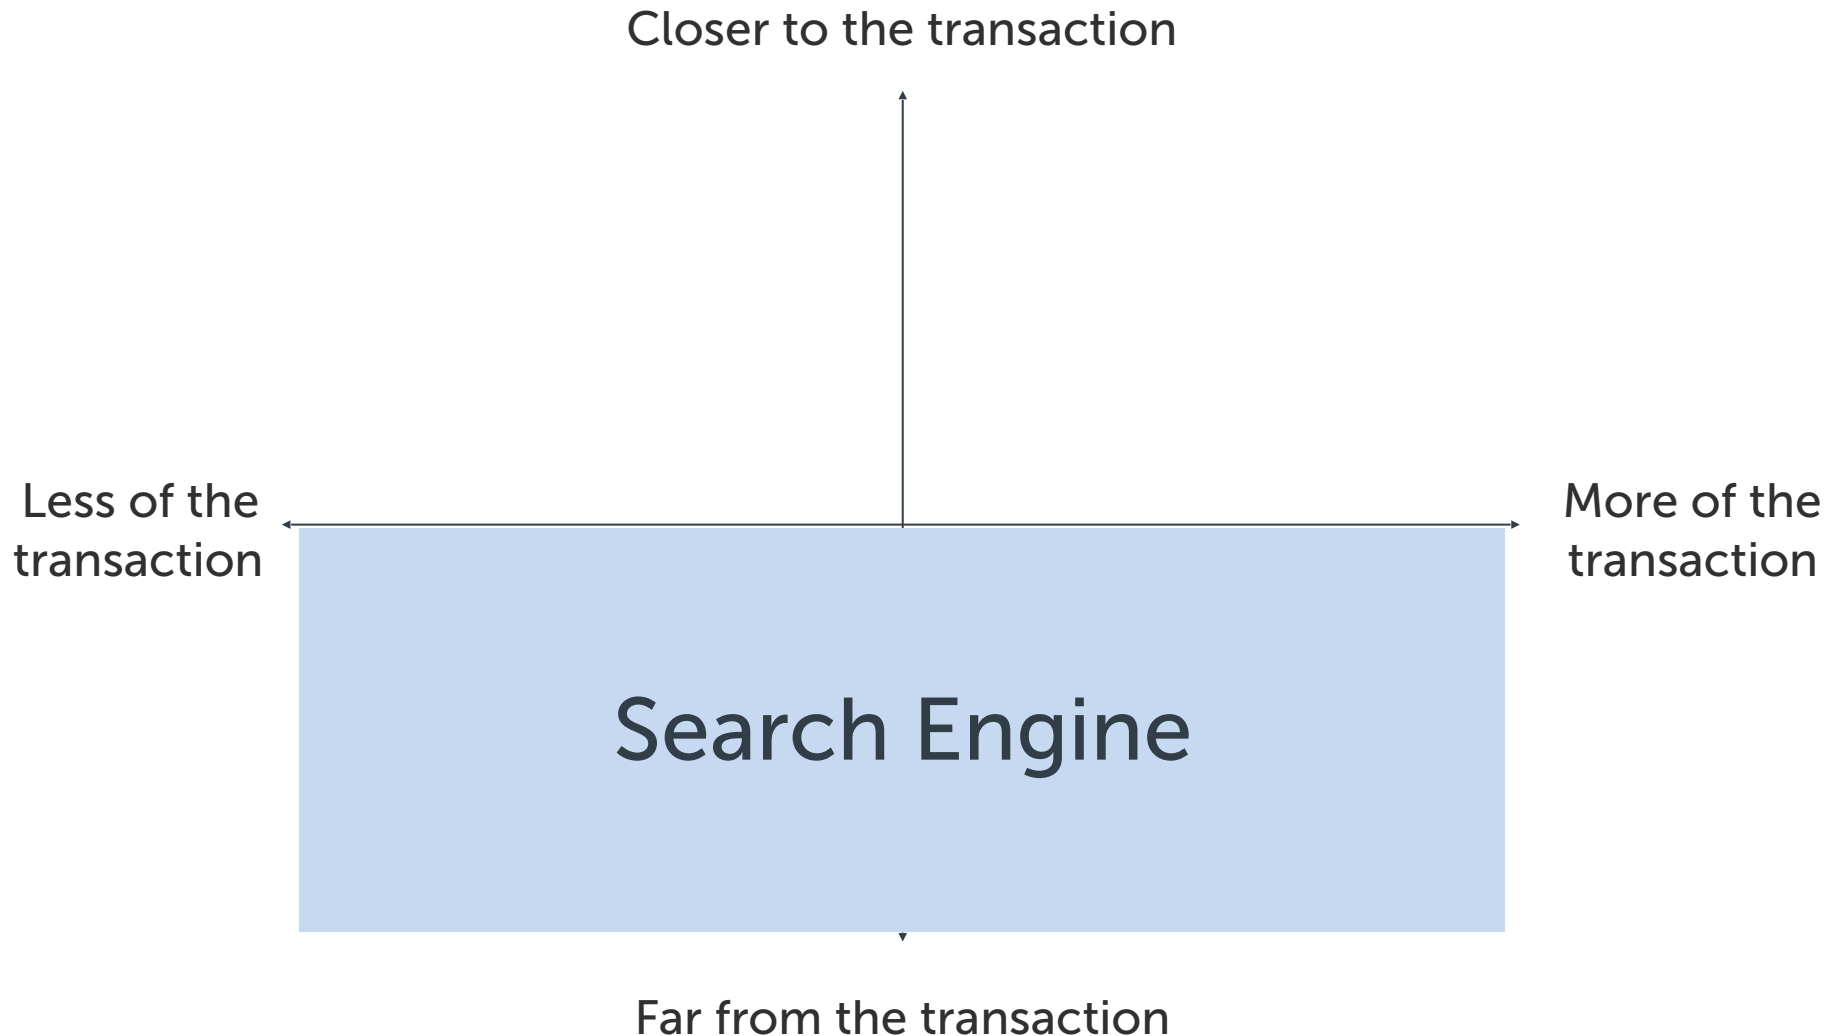 Closer to the transaction
Less of the
transaction
More of the
transaction
Search Engine
Far from the transaction